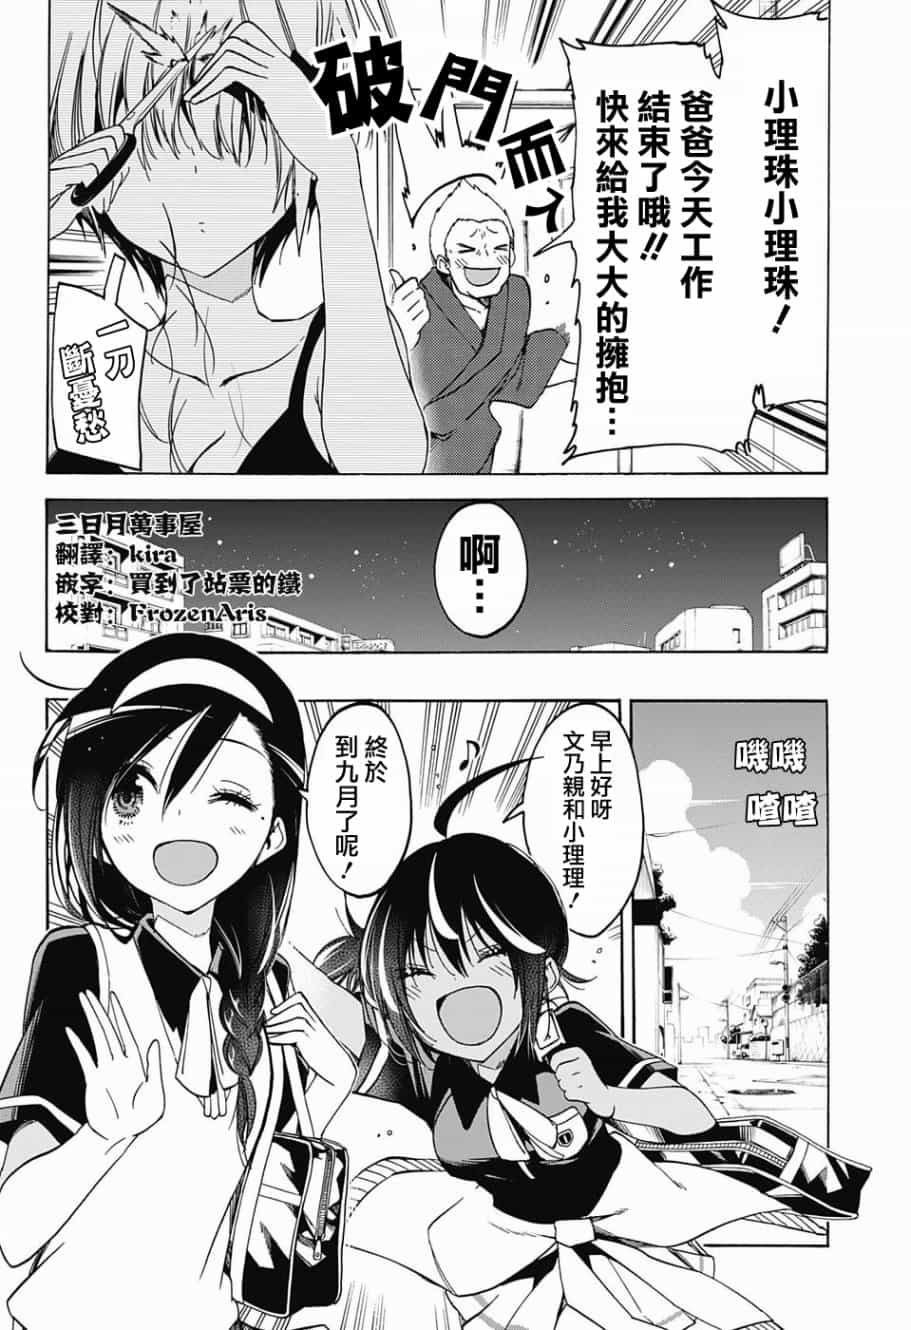 小理珠小理珠！
爸爸今天工作
結束了哦!!
快來給我大大的擁抱…
破門而入
一刀
斷憂愁
啊…
三日月萬事屋
翻譯：kira
嵌字：買到了站票的鐵
校對：FrozenAris
嘰嘰
喳喳
早上好呀
文乃親和小理理！
終於
到九月了呢！